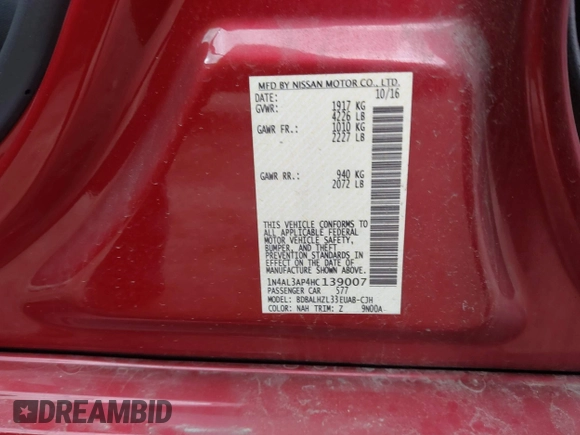 MFD BY NISSAN MOTOR CO., LTD.
DATE: 10/16
GVWR: 1917 KG
4226 LB
GAWR FR.: 1010 KG
2227 LB
GAWR RR.: 940 KG
2072 LB
THIS VEHICLE CONFORMS TO
ALL APPLICABLE FEDERAL
MOTOR VEHICLE SAFETY,
BUMPER, AND THEFT
PREVENTION STANDARDS IN
EFFECT ON THE DATE OF
MANUFACTURE SHOWN ABOVE.
1N4AL3AP4HC139007
PASSENGER CAR S77
MODEL: BDBALHZL33EUAB-CJH
COLOR: NAH TRIM: Z 9N00A
DREAMBID